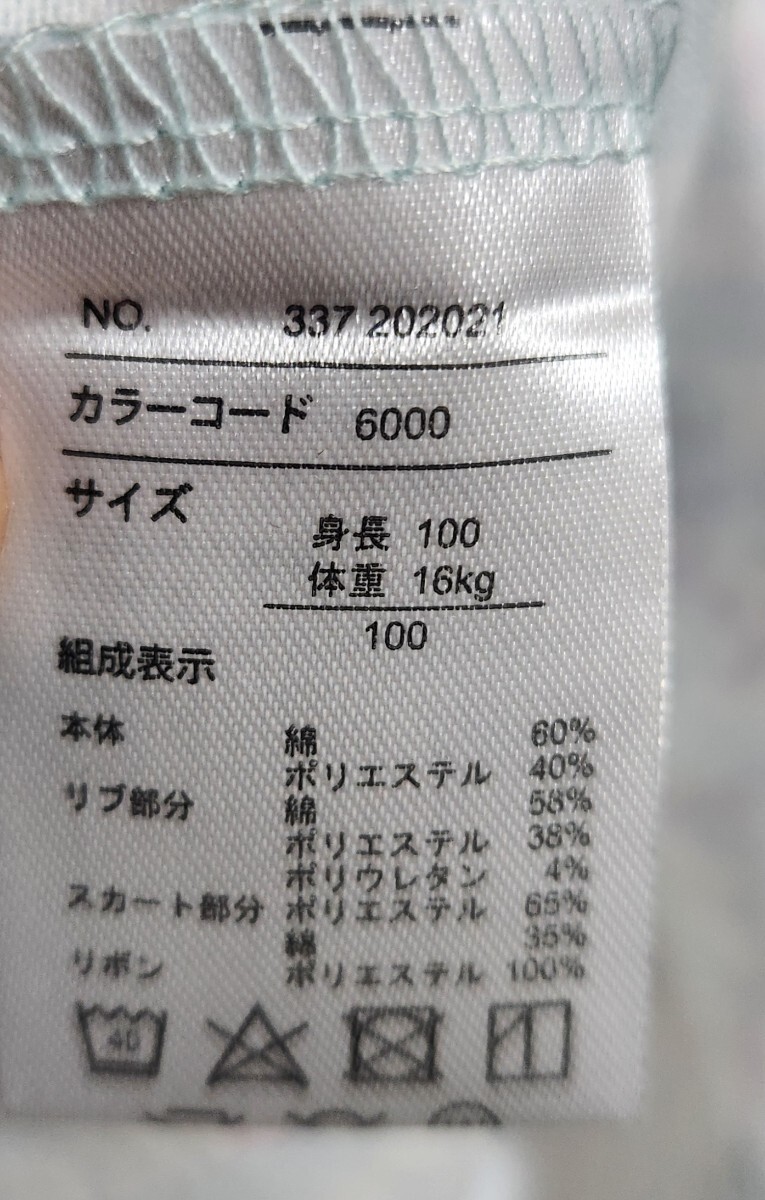 NO. 337 202021
カラーコード 6000
サイズ
身長 100
体重 16kg
100
組成表示
本体 綿 60%
ポリエステル 40%
リブ部分 綿 58%
ポリエステル 38%
ポリウレタン 4%
スカート部分 ポリエステル 65%
綿 35%
リボン ポリエステル 100%
40